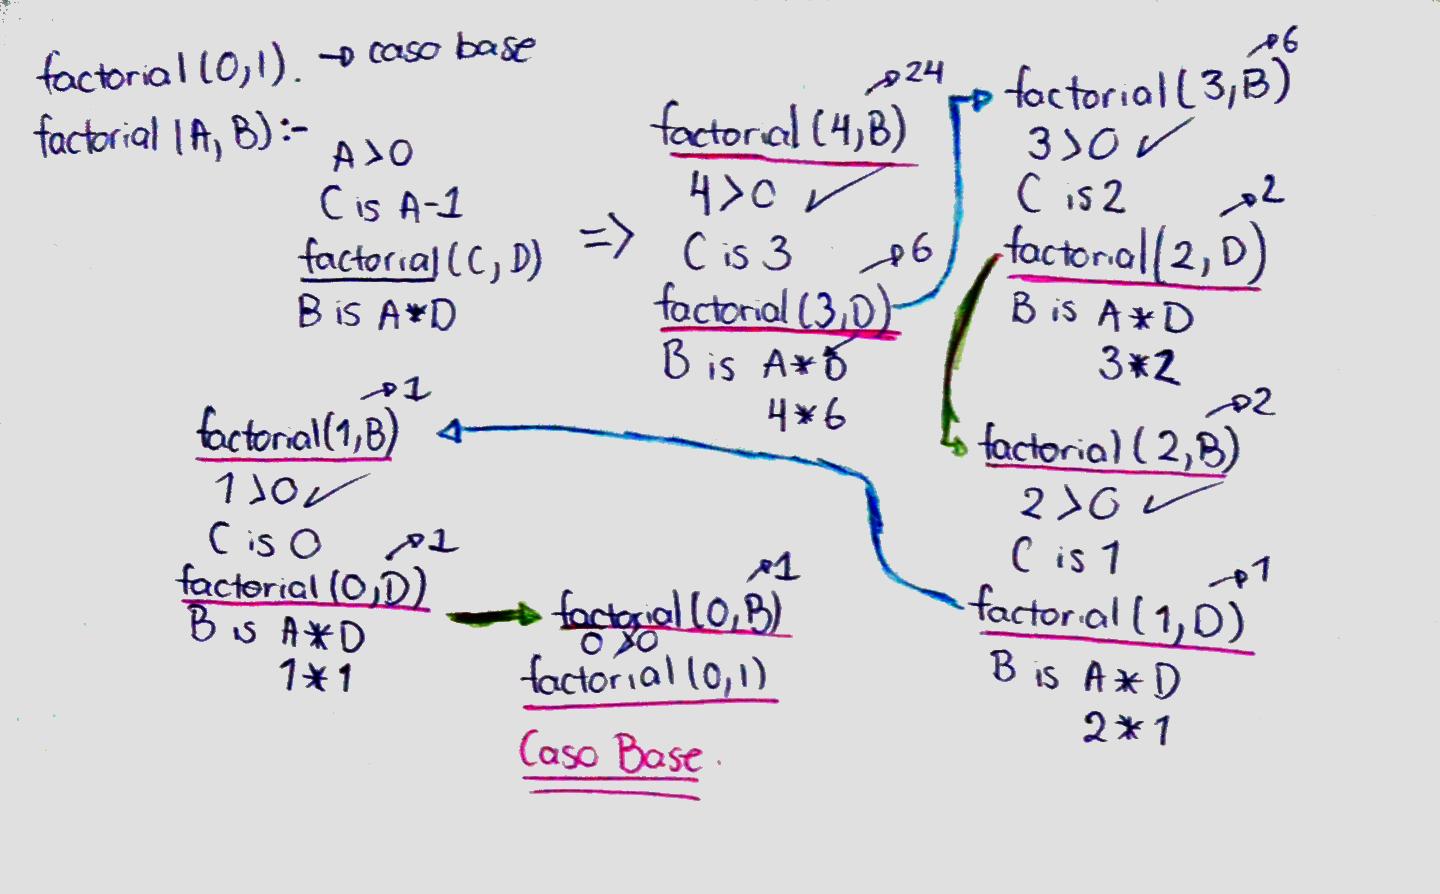 factorial(0,1). → caso base
factorial(A,B):-
A>0
C is A-1
factorial(C,D)
B is A*D
=>
→24
factorial(4,B)
4>0 ✓
C is 3
→6
factorial(3,D)
B is A*D
4*6
→6
factorial(3,B)
3>0 ✓
C is 2
→2
factorial(2,D)
B is A*D
3*2
→2
factorial(2,B)
2>0 ✓
C is 1
→1
factorial(1,D)
B is A*D
2*1
→1
factorial(1,B)
1>0 ✓
C is 0
→1
factorial(0,D)
B is A*D
1*1
→1
factorial(0,B)
0>0
factorial(0,1)
Caso Base.